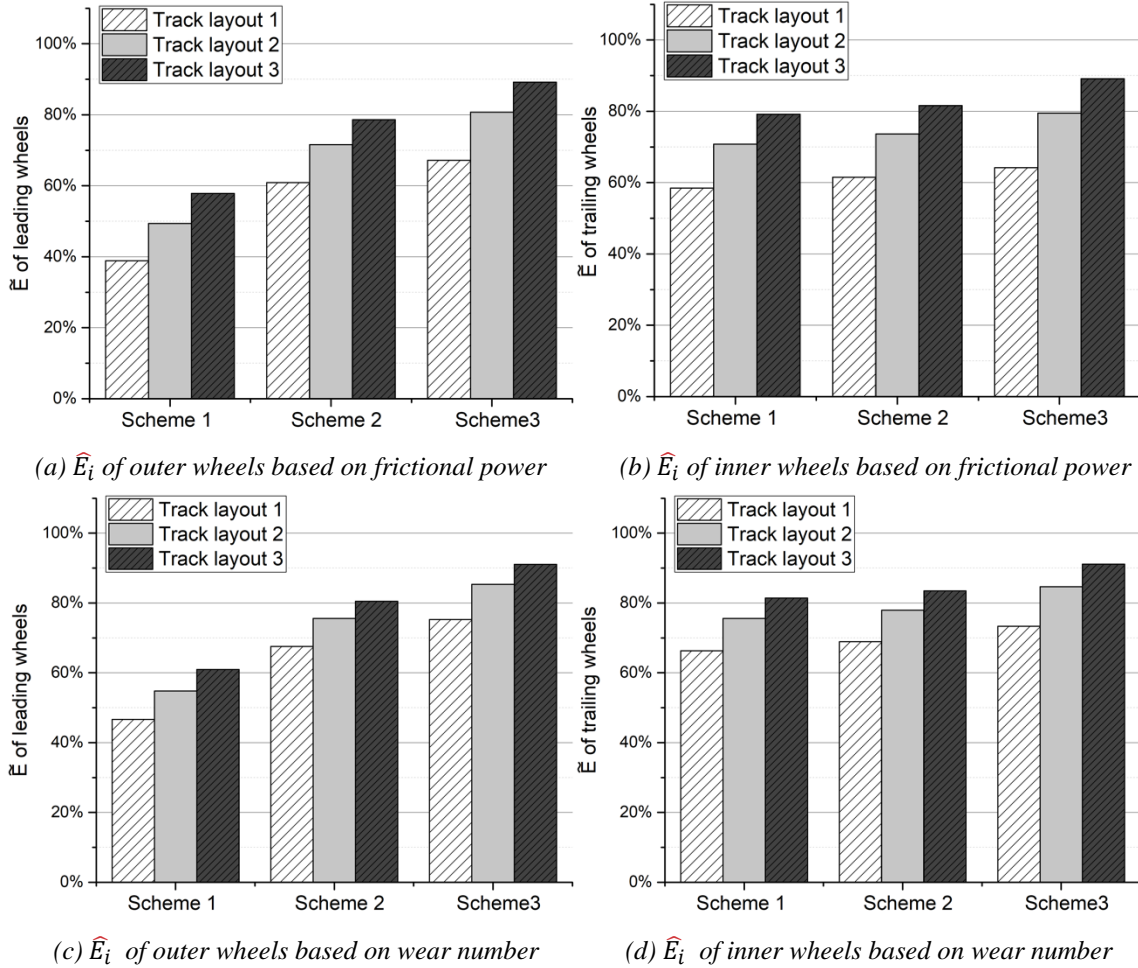 Track layout 1
Track layout 2
Track layout 3
100%
80%
60%
40%
20%
0%
Ẽ of leading wheels
Scheme 1
Scheme 2
Scheme3
(a) Ê_i of outer wheels based on frictional power
Track layout 1
Track layout 2
Track layout 3
100%
80%
60%
40%
20%
0%
Ẽ of trailing wheels
Scheme 1
Scheme 2
Scheme3
(b) Ê_i of inner wheels based on frictional power
Track layout 1
Track layout 2
Track layout 3
100%
80%
60%
40%
20%
0%
Ẽ of leading wheels
Scheme 1
Scheme 2
Scheme3
(c) Ê_i of outer wheels based on wear number
Track layout 1
Track layout 2
Track layout 3
100%
80%
60%
40%
20%
0%
Ẽ of trailing wheels
Scheme 1
Scheme 2
Scheme3
(d) Ê_i of inner wheels based on wear number